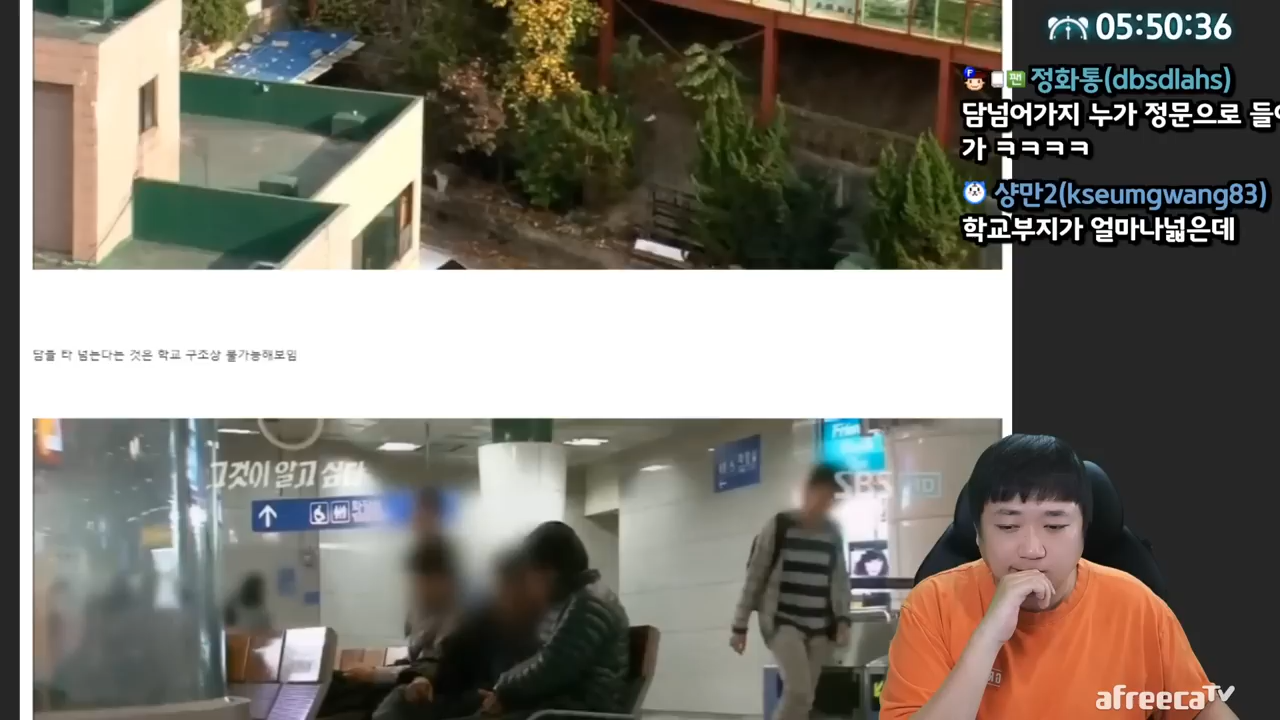 05:50:36
팬 정화통(dbsdlahs)
담넘어가지 누가 정문으로
가 ㅋㅋㅋㅋ
샹만2(kseumgwang83)
학교부지가 얼마나넓은데
담을 타 넘는다는 것은 학교 구조상 불가능해보임
그것이 알고 싶다
SBS HD
afreecaTV